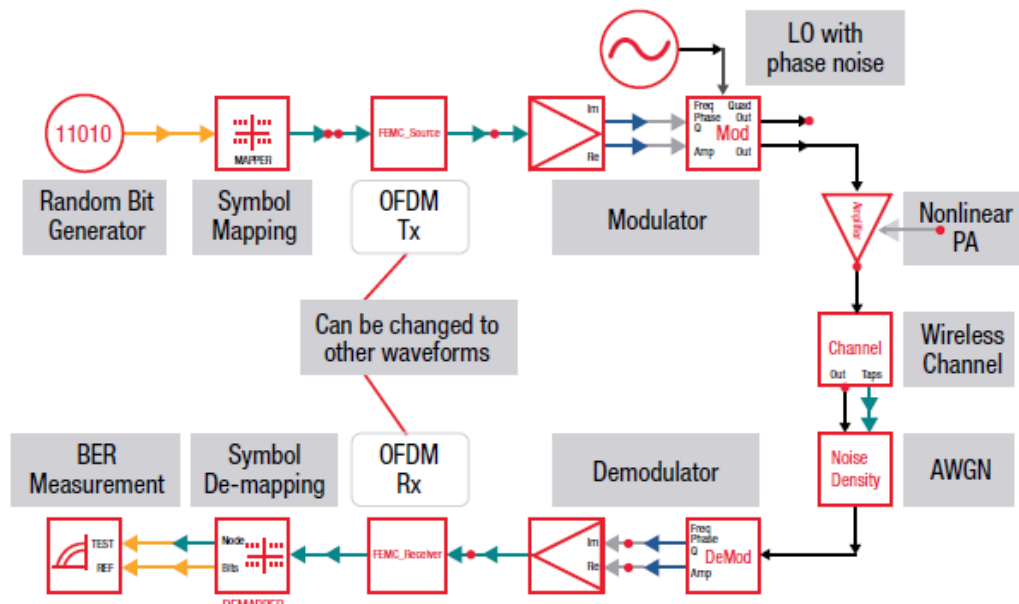 LO with
phase noise
11010
MAPPER
FEMC_Source
Im
Re
Freq
Phase
Q
Amp
Quad
Out
Mod
Out
Random Bit
Generator
Symbol
Mapping
OFDM
Tx
Modulator
Amplifier
Nonlinear
PA
Can be changed to
other waveforms
Channel
Out
Taps
Wireless
Channel
BER
Measurement
Symbol
De-mapping
OFDM
Rx
Demodulator
Noise
Density
AWGN
TEST
REF
Node
Bits
DEMAPPER
FEMC_Receiver
Im
Re
Freq
Phase
Q
Amp
DeMod